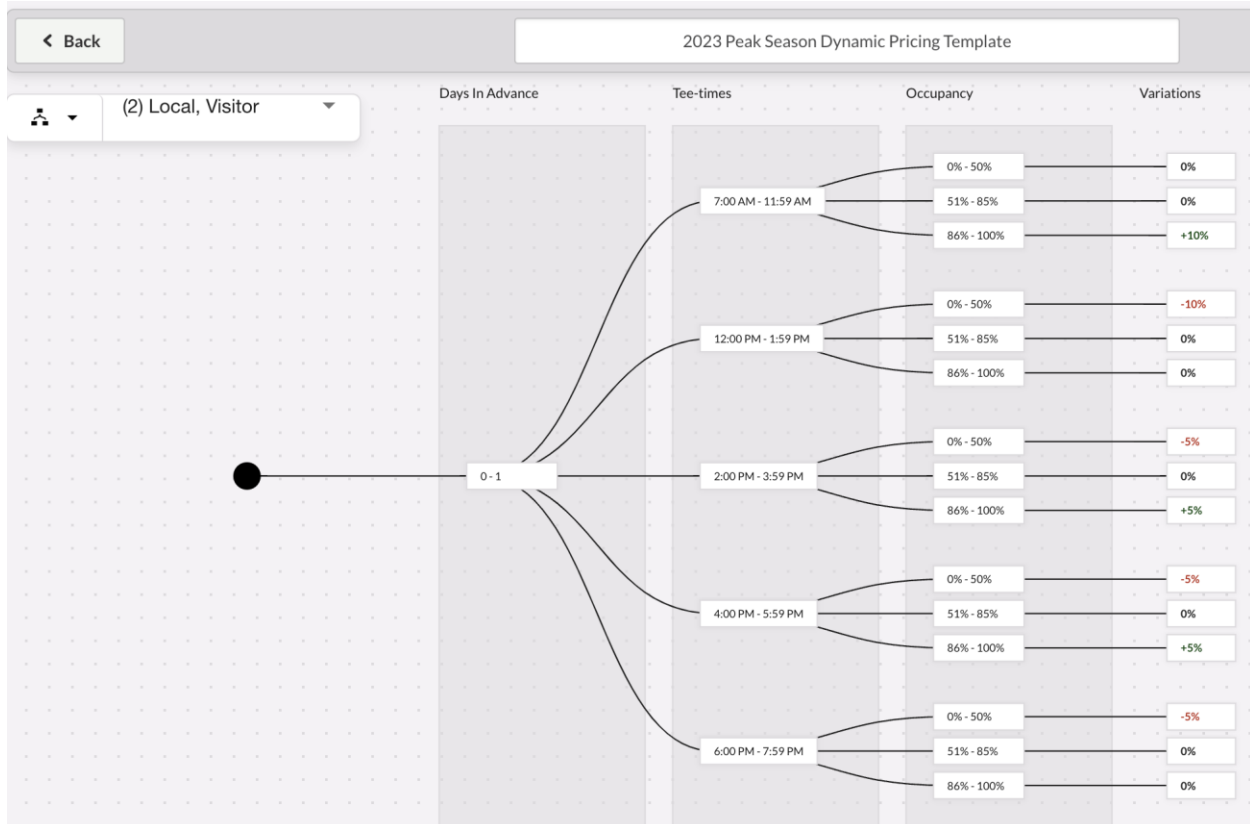 Back
2023 Peak Season Dynamic Pricing Template
(2) Local, Visitor
Days In Advance
Tee-times
Occupancy
Variations
0 - 1
7:00 AM - 11:59 AM
0% - 50%
0%
51% - 85%
0%
86% - 100%
+10%
12:00 PM - 1:59 PM
0% - 50%
-10%
51% - 85%
0%
86% - 100%
0%
2:00 PM - 3:59 PM
0% - 50%
-5%
51% - 85%
0%
86% - 100%
+5%
4:00 PM - 5:59 PM
0% - 50%
-5%
51% - 85%
0%
86% - 100%
+5%
6:00 PM - 7:59 PM
0% - 50%
-5%
51% - 85%
0%
86% - 100%
0%